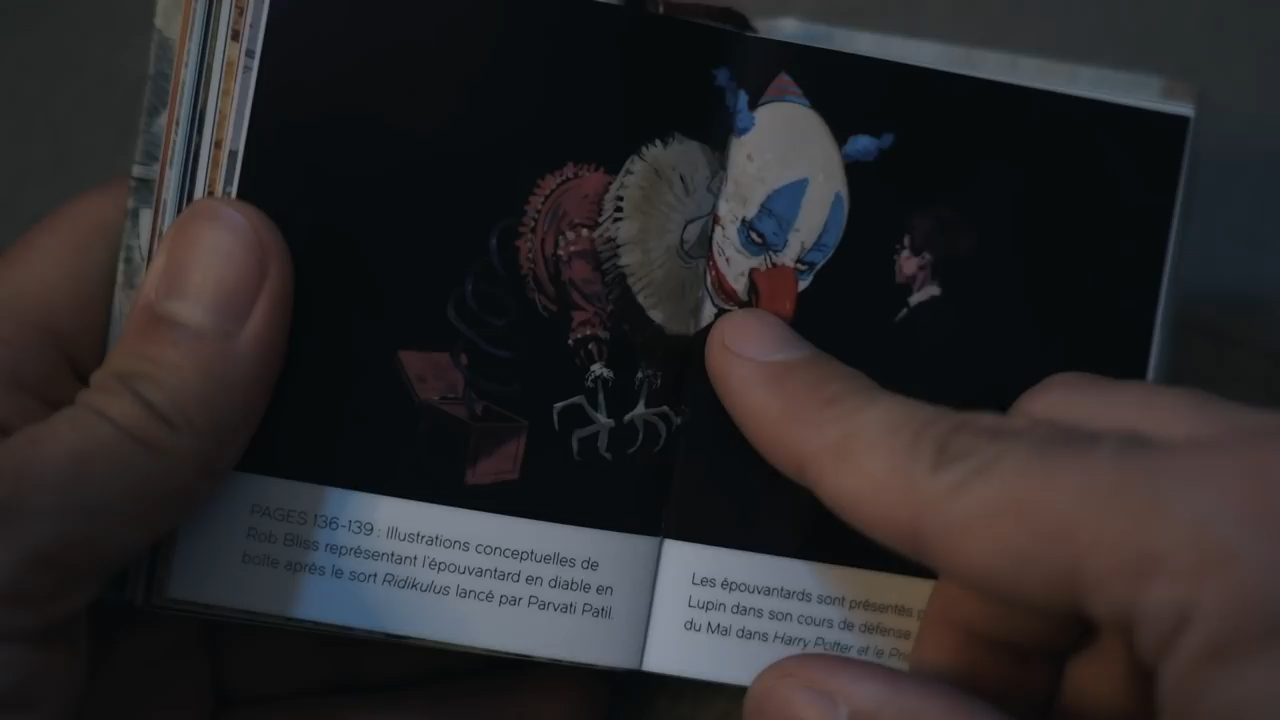 PAGES 136-139 : Illustrations conceptuelles de
Rob Bliss représentant l'épouvantard en diable en
boîte après le sort Ridikulus lancé par Parvati Patil.
Les épouvantards sont présentés
Lupin dans son cours de défense
du Mal dans Harry Potter et le